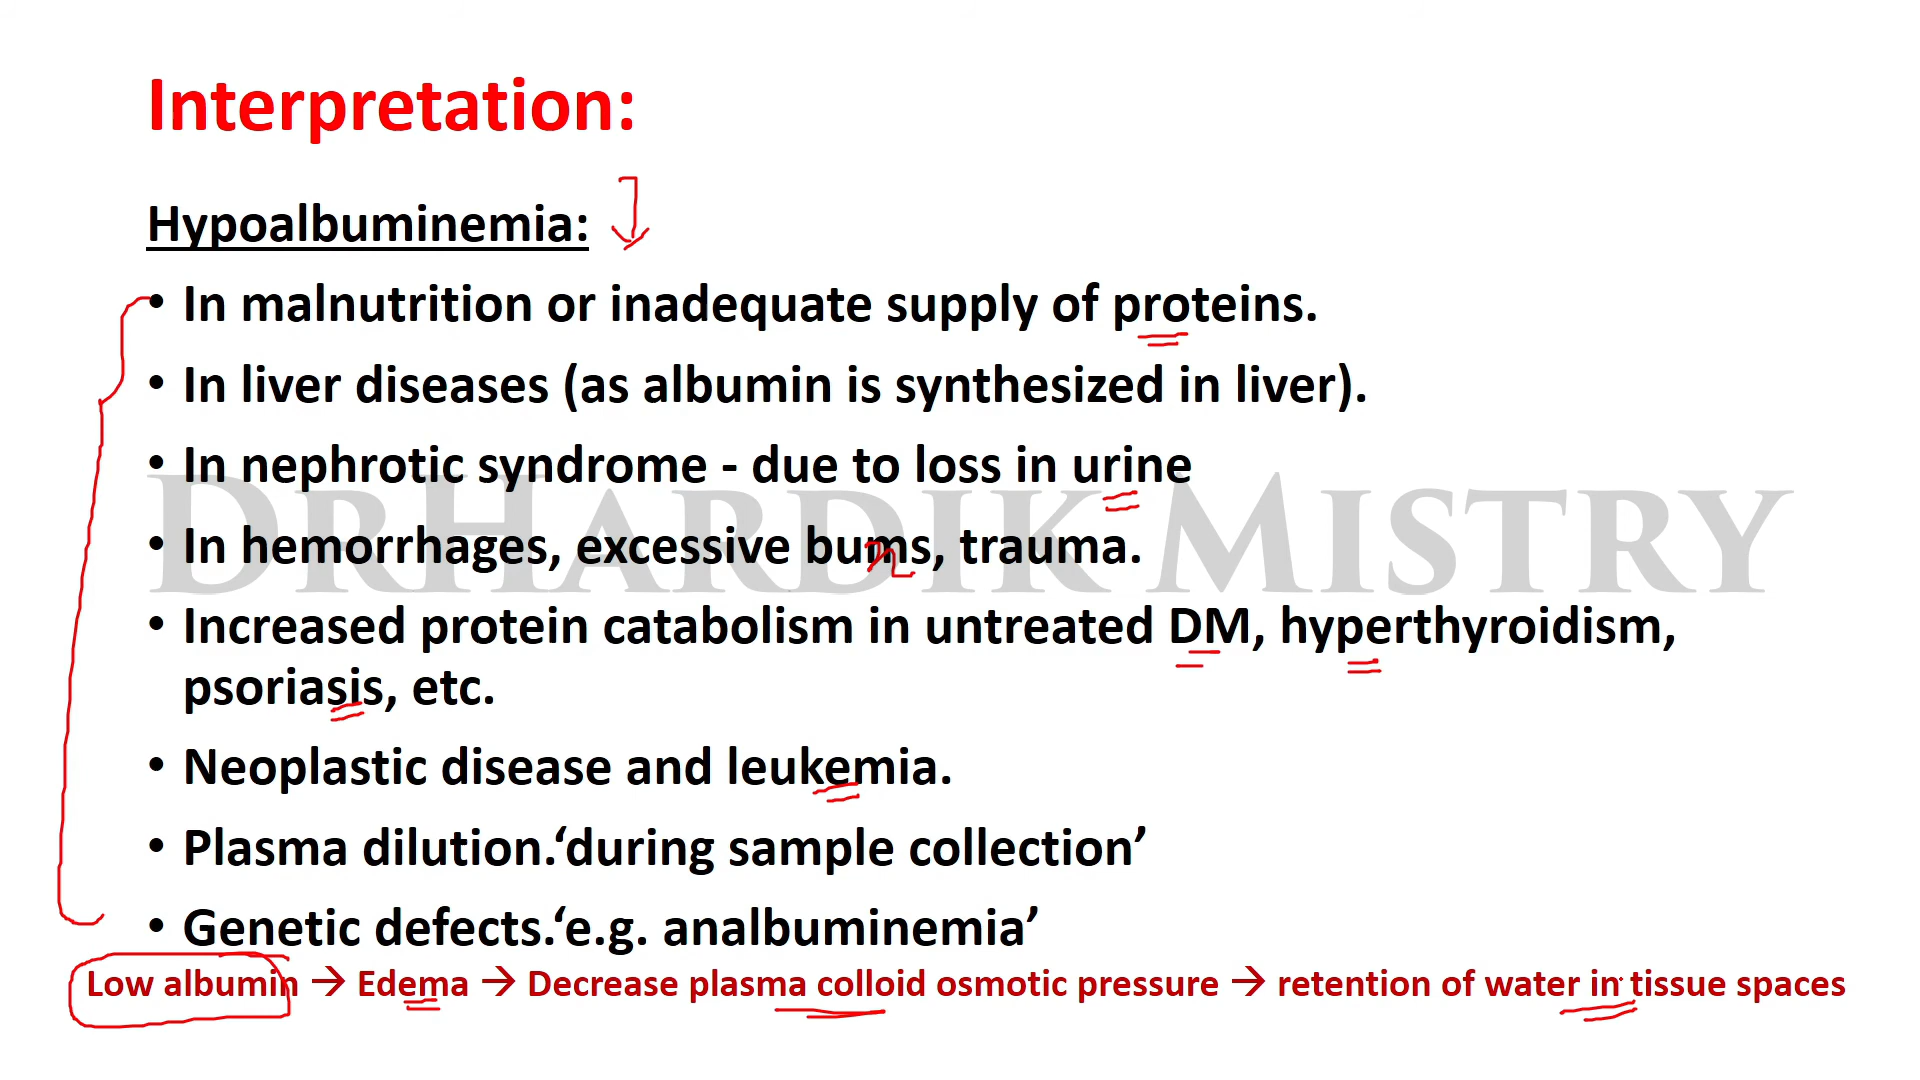 Interpretation:
Hypoalbuminemia:
• In malnutrition or inadequate supply of proteins.
• In liver diseases (as albumin is synthesized in liver).
• In nephrotic syndrome - due to loss in urine
• In hemorrhages, excessive bums, trauma.
n
• Increased protein catabolism in untreated DM, hyperthyroidism,
psoriasis, etc.
• Neoplastic disease and leukemia.
• Plasma dilution.‘during sample collection’
• Genetic defects.‘e.g. analbuminemia’
Low albumin → Edema → Decrease plasma colloid osmotic pressure → retention of water in tissue spaces
DRHARDIK MISTRY